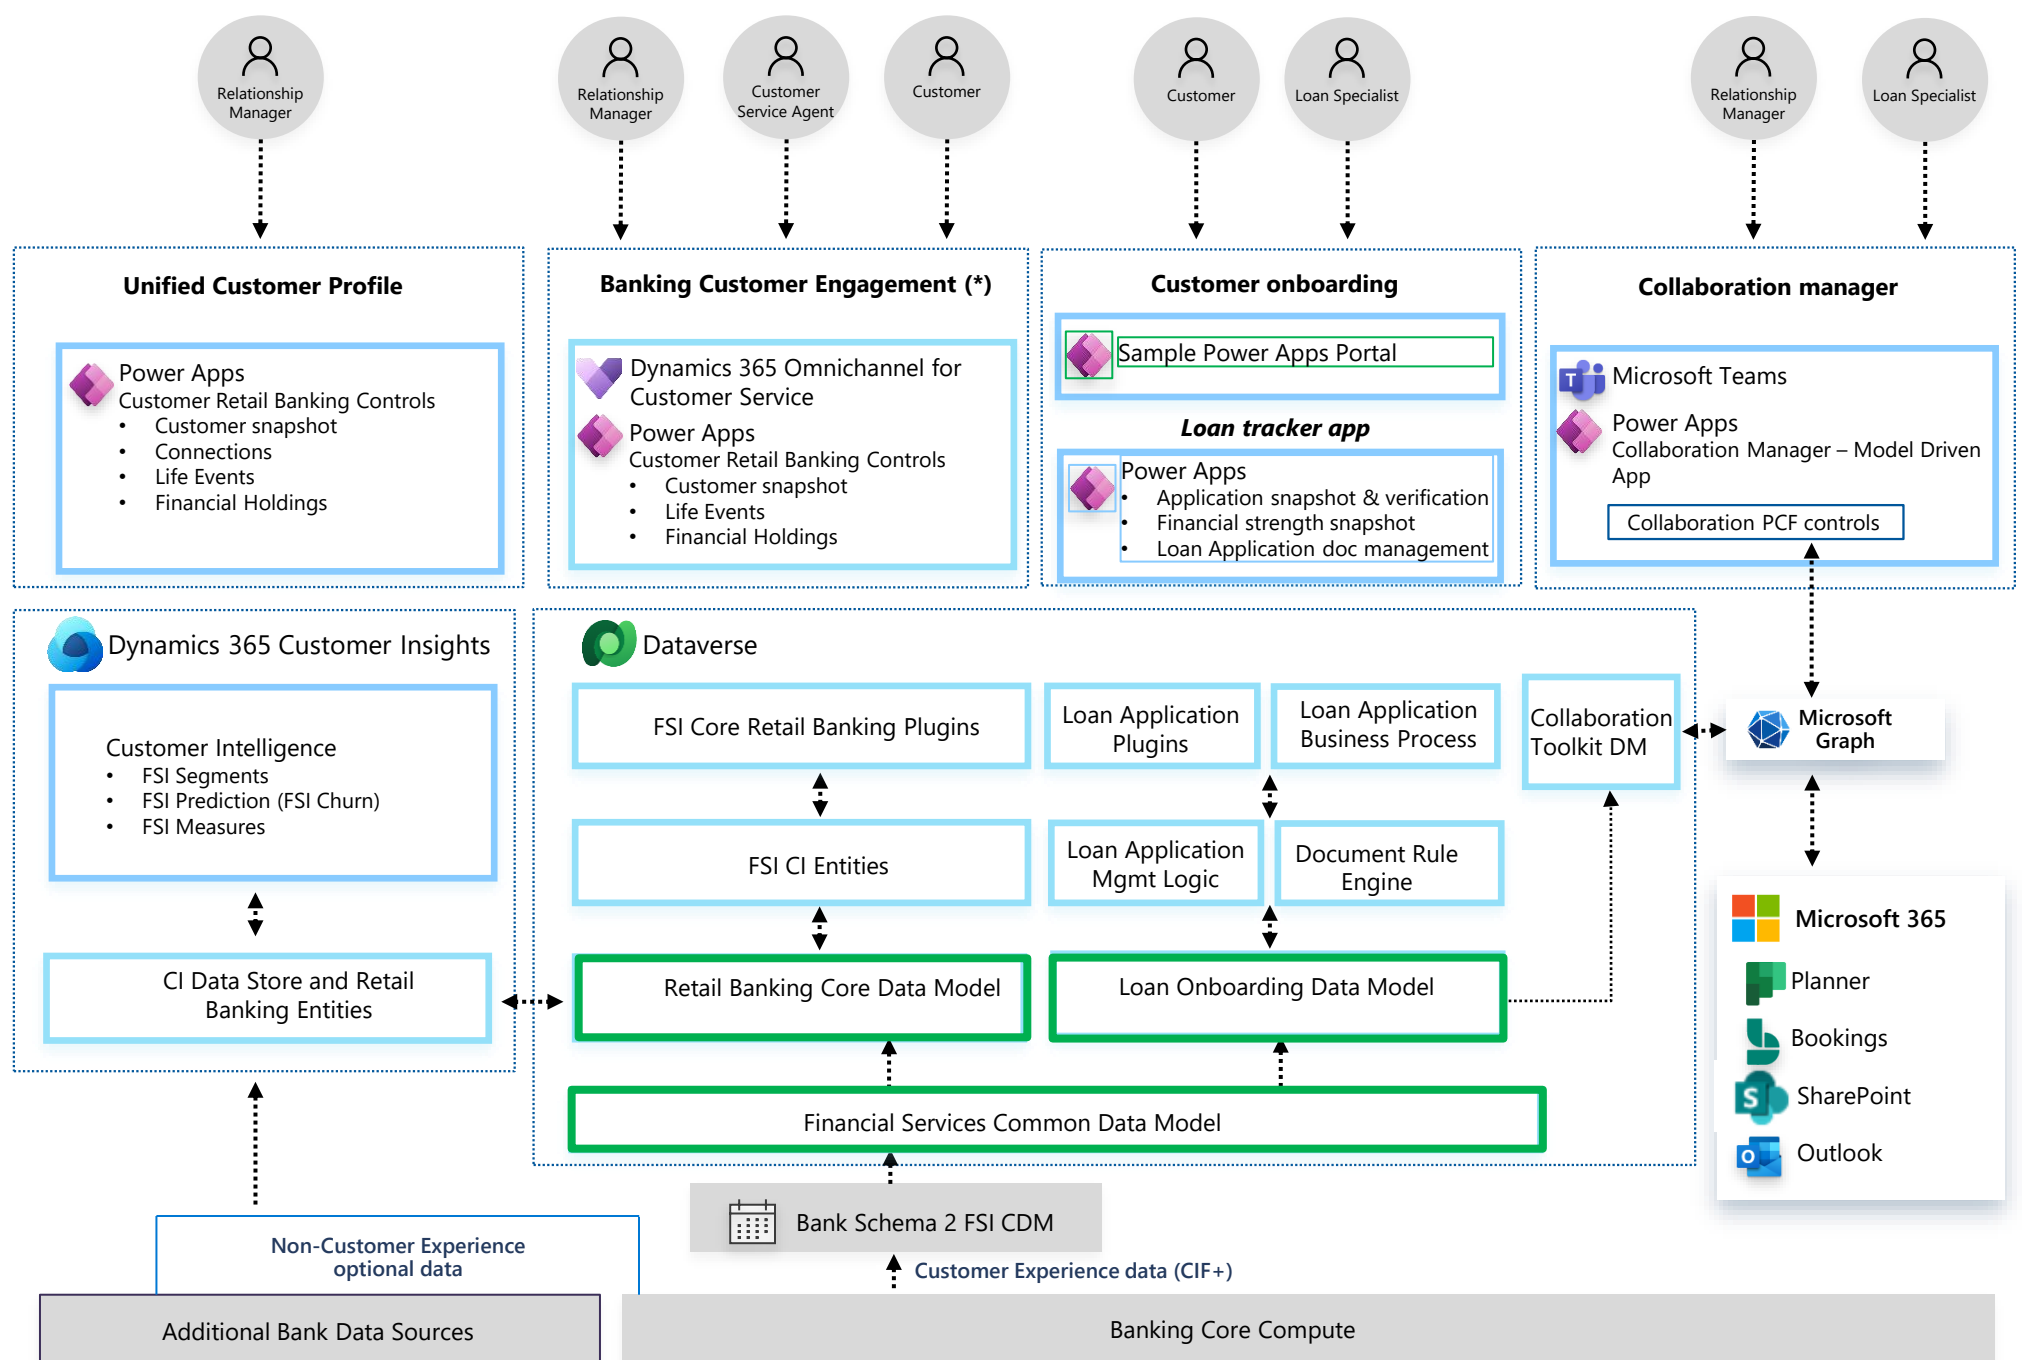 Relationship
Manager
Relationship
Manager
Customer
Service Agent
Customer
Customer
Loan Specialist
Relationship
Manager
Loan Specialist
Unified Customer Profile
Power Apps
Customer Retail Banking Controls
• Customer snapshot
• Connections
• Life Events
• Financial Holdings
Banking Customer Engagement (*)
Dynamics 365 Omnichannel for
Customer Service
Power Apps
Customer Retail Banking Controls
• Customer snapshot
• Life Events
• Financial Holdings
Customer onboarding
Sample Power Apps Portal
Loan tracker app
Power Apps
• Application snapshot & verification
• Financial strength snapshot
• Loan Application doc management
Collaboration manager
T
Microsoft Teams
Power Apps
Collaboration Manager – Model Driven
App
Collaboration PCF controls
Dynamics 365 Customer Insights
Customer Intelligence
• FSI Segments
• FSI Prediction (FSI Churn)
• FSI Measures
CI Data Store and Retail
Banking Entities
Dataverse
FSI Core Retail Banking Plugins
Loan Application
Plugins
Loan Application
Business Process
Collaboration
Toolkit DM
FSI CI Entities
Loan Application
Mgmt Logic
Document Rule
Engine
Retail Banking Core Data Model
Loan Onboarding Data Model
Financial Services Common Data Model
Microsoft
Graph
Microsoft 365
Planner
Bookings
S
SharePoint
O
Outlook
Bank Schema 2 FSI CDM
Non-Customer Experience
optional data
Customer Experience data (CIF+)
Additional Bank Data Sources
Banking Core Compute